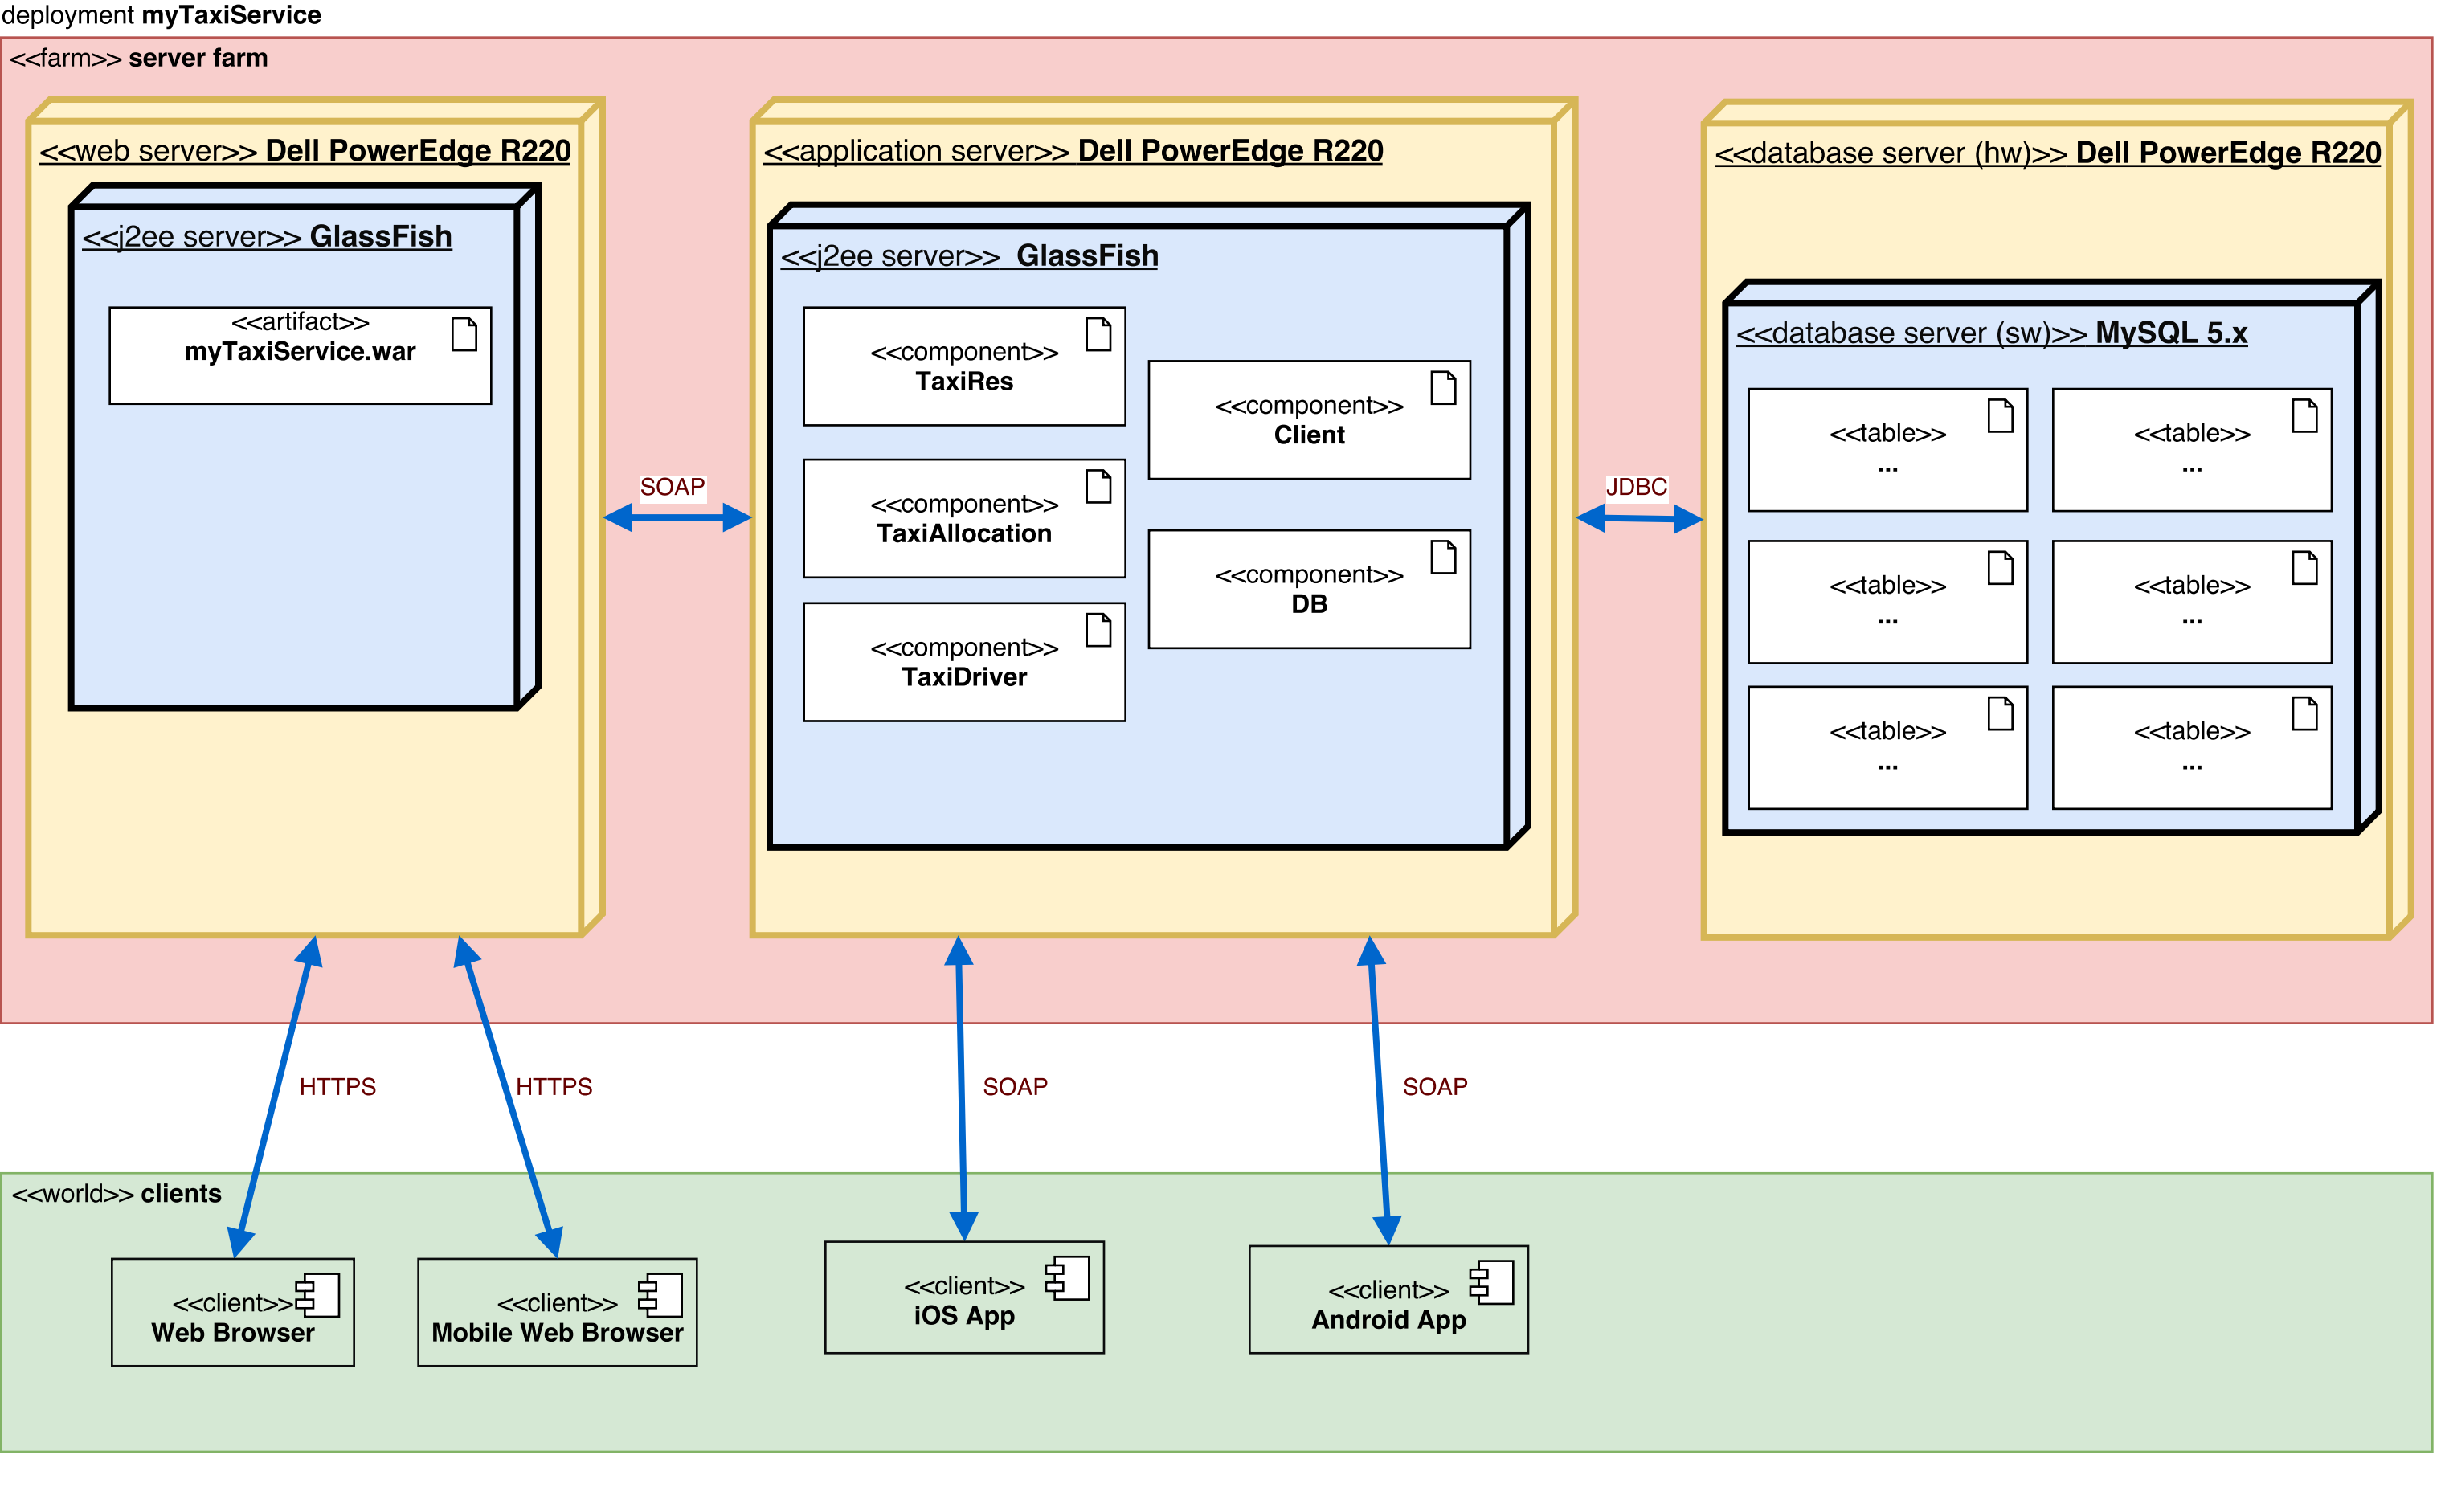 deployment myTaxiService
<<farm>> server farm
<<web server>> Dell PowerEdge R220
<<j2ee server>> GlassFish
<<artifact>>
myTaxiService.war
SOAP
<<application server>> Dell PowerEdge R220
<<j2ee server>> GlassFish
<<component>>
TaxiRes
<<component>>
Client
<<component>>
TaxiAllocation
<<component>>
DB
<<component>>
TaxiDriver
JDBC
<<database server (hw)>> Dell PowerEdge R220
<<database server (sw)>> MySQL 5.x
<<table>>
...
<<table>>
...
<<table>>
...
<<table>>
...
<<table>>
...
<<table>>
...
HTTPS
HTTPS
SOAP
SOAP
<<world>> clients
<<client>>
Web Browser
<<client>>
Mobile Web Browser
<<client>>
iOS App
<<client>>
Android App